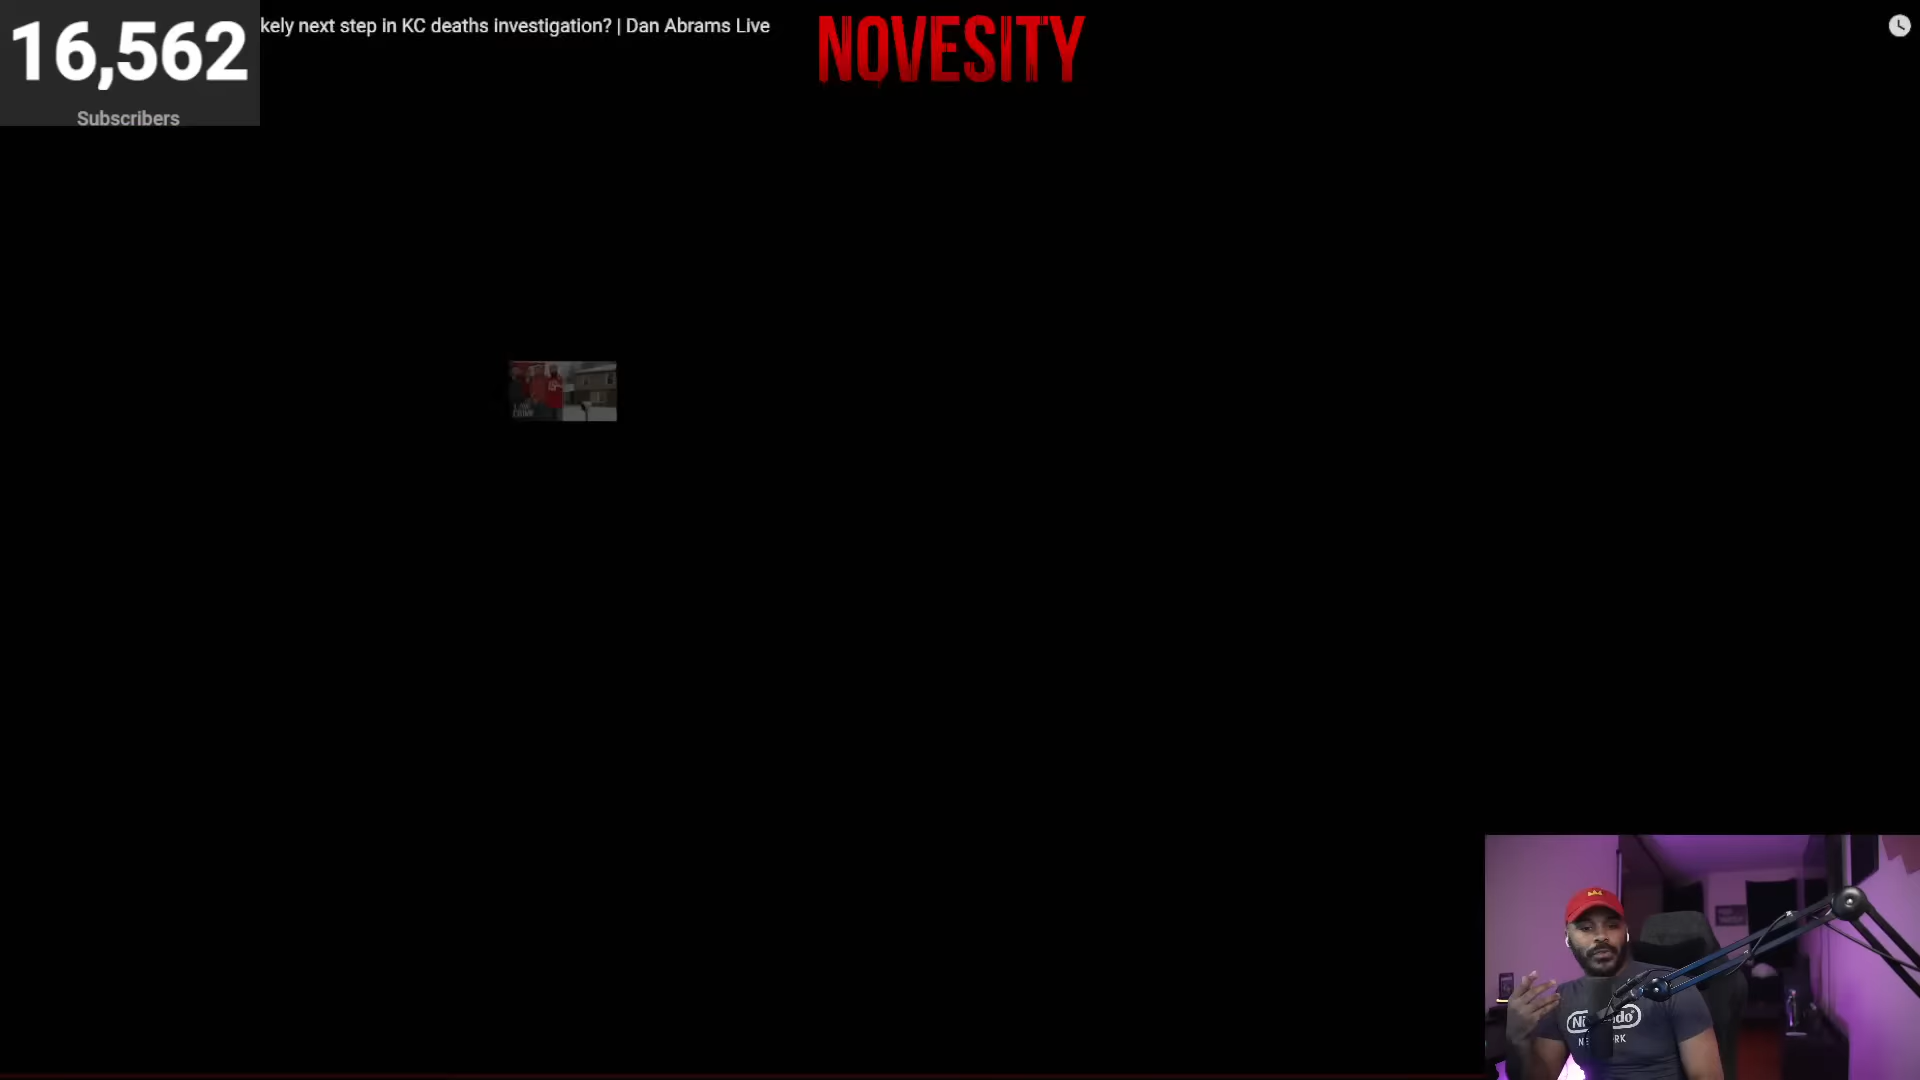 16,562
Subscribers
kely next step in KC deaths investigation? | Dan Abrams Live
NOVESITY